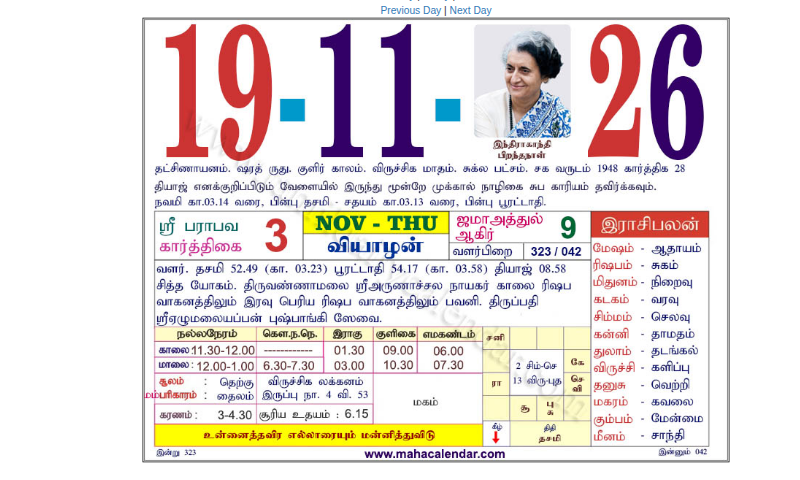 Previous Day | Next Day
19-11-26
இந்திராகாந்தி
பிறந்தநாள்
தட்சிணாயனம். ஷரத் ருது. குளிர் காலம். விருச்சிக மாதம். சுக்ல பட்சம். சக வருடம் 1948 கார்த்திக 28
தியாஜ் எனக்குறிப்பிடும் வேளையில் இருந்து மூன்றே முக்கால் நாழிகை சுப காரியம் தவிர்க்கவும்.
நவமி கா.03.14 வரை, பின்பு தசமி - சதயம் கா.03.13 வரை, பின்பு பூரட்டாதி.
ஸ்ரீ பராபவ
கார்த்திகை
3
NOV - THU
வியாழன்
ஜமாஅத்துல்
ஆகிர்
9
வளர்பிறை 323 / 042
வளர். தசமி 52.49 (கா. 03.23) பூரட்டாதி 54.17 (கா. 03.58) தியாஜ் 08.58
சித்த யோகம். திருவண்ணாமலை ஸ்ரீஅருணாச்சல நாயகர் காலை ரிஷப
வாகனத்திலும் இரவு பெரிய ரிஷப வாகனத்திலும் பவனி. திருப்பதி
ஸ்ரீஏழுமலையப்பன் புஷ்பாங்கி ஸேவை.
நல்லநேரம் கௌ.ந.நெ. இராகு குளிகை எமகண்டம்
காலை 11.30-12.00 ------------ 01.30 09.00 06.00
மாலை : 12.00-1.00 6.30-7.30 03.00 10.30 07.30
சூலம் : தெற்கு விருச்சிக லக்கனம்
பரிகாரம் : தைலம் இருப்பு நா. 4 வி. 53
மகம்
கரணம் : 3-4.30 சூரிய உதயம் : 6.15
உன்னைத்தவிர எல்லாரையும் மன்னித்துவிடு
சனி
கே
2 சிம்-செ
13 விரு-புத
ரா
செ
வி
சூ
பு
சு
கீழ்
திதி
தசமி
இராசிபலன்
மேஷம் - ஆதாயம்
ரிஷபம் - சுகம்
மிதுனம் - நிறைவு
கடகம் - வரவு
சிம்மம் - செலவு
கன்னி - தாமதம்
துலாம் - தடங்கல்
விருச்சி - களிப்பு
தனுசு - வெற்றி
மகரம் - கவலை
கும்பம் - மேன்மை
மீனம் - சாந்தி
இன்று 323
www.mahacalendar.com
இன்னும் 042